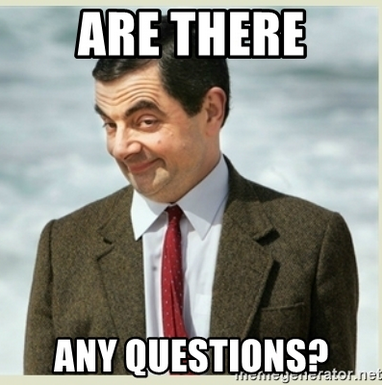 ARE THERE
ANY QUESTIONS?
memegenerator.net